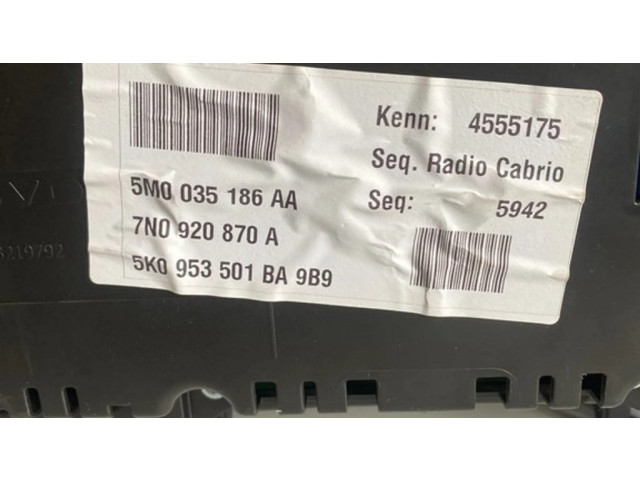 Kenn: 4555175
Seq. Radio Cabrio
Seq: 5942
5M0 035 186 AA
7N0 920 870 A
5K0 953 501 BA 9B9
3219792